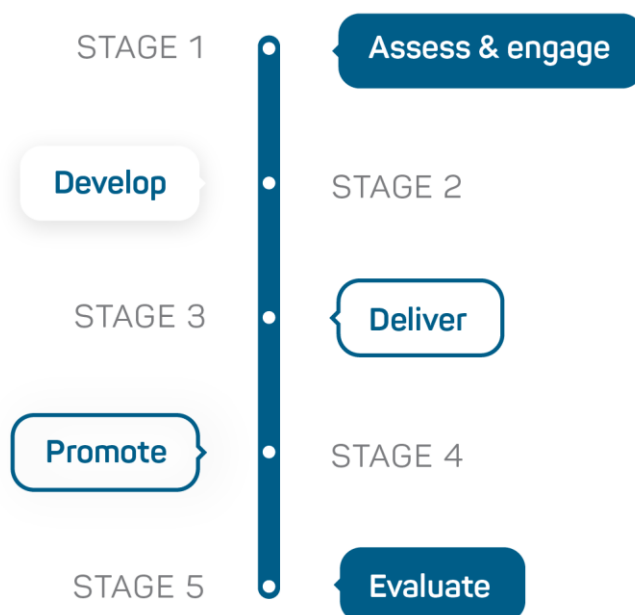 STAGE 1
Assess & engage
Develop
STAGE 2
STAGE 3
Deliver
Promote
STAGE 4
STAGE 5
Evaluate